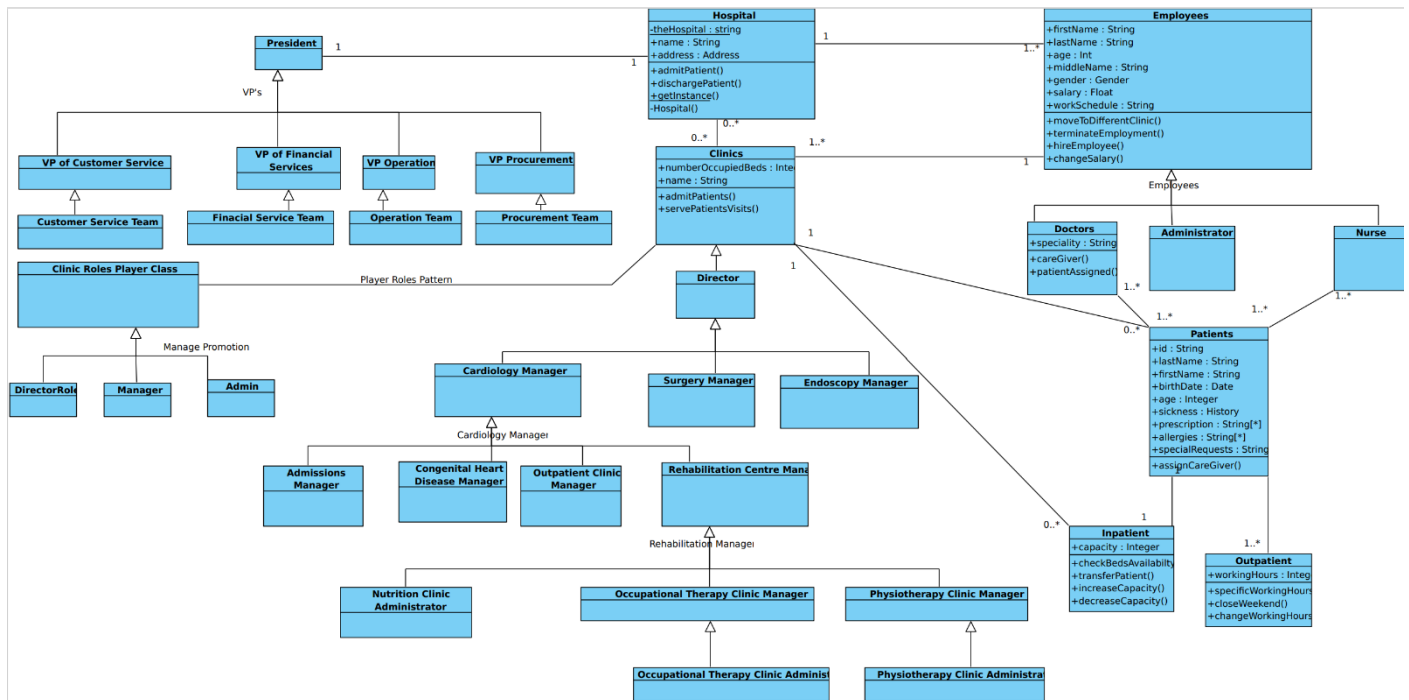 Hospital
-theHospital : string
+name : String
+address : Address
+admitPatient()
+dischargePatient()
+getInstance()
-Hospital()
Employees
+firstName : String
+lastName : String
+age : Int
+middleName : String
+gender : Gender
+salary : Float
+workSchedule : String
+moveToDifferentClinic()
+terminateEmployment()
+hireEmployee()
+changeSalary()
President
1
1
1
1..*
VP's
0..*
0..*
VP of Customer Service
VP of Financial
Services
VP Operation
VP Procurement
Clinics
+numberOccupiedBeds : Inte
+name : String
+admitPatients()
+servePatientsVisits()
1..*
1
Employees
Customer Service Team
Finacial Service Team
Operation Team
Procurement Team
Doctors
+speciality : String
+careGiver()
+patientAssigned()
Administrator
Nurse
1
1
Clinic Roles Player Class
Player Roles Pattern
Director
1..*
1..*
1..*
1..*
0..*
Manage Promotion
DirectorRole
Manager
Admin
Cardiology Manager
Surgery Manager
Endoscopy Manager
Patients
+id : String
+lastName : String
+firstName : String
+birthDate : Date
+age : Integer
+sickness : History
+prescription : String[*]
+allergies : String[*]
+specialRequests : String
+assignCareGiver()
1
Cardiology Manager
Admissions
Manager
Congenital Heart
Disease Manager
Outpatient Clinic
Manager
Rehabilitation Centre Mana
0..*
1
1..*
Inpatient
+capacity : Integer
+checkBedsAvailabilty
+transferPatient()
+increaseCapacity()
+decreaseCapacity()
Outpatient
+workingHours : Integ
+specificWorkingHours
+closeWeekend()
+changeWorkingHours
Rehabilitation Manager
Nutrition Clinic
Administrator
Occupational Therapy Clinic Manager
Physiotherapy Clinic Manager
Occupational Therapy Clinic Administ
Physiotherapy Clinic Administrat